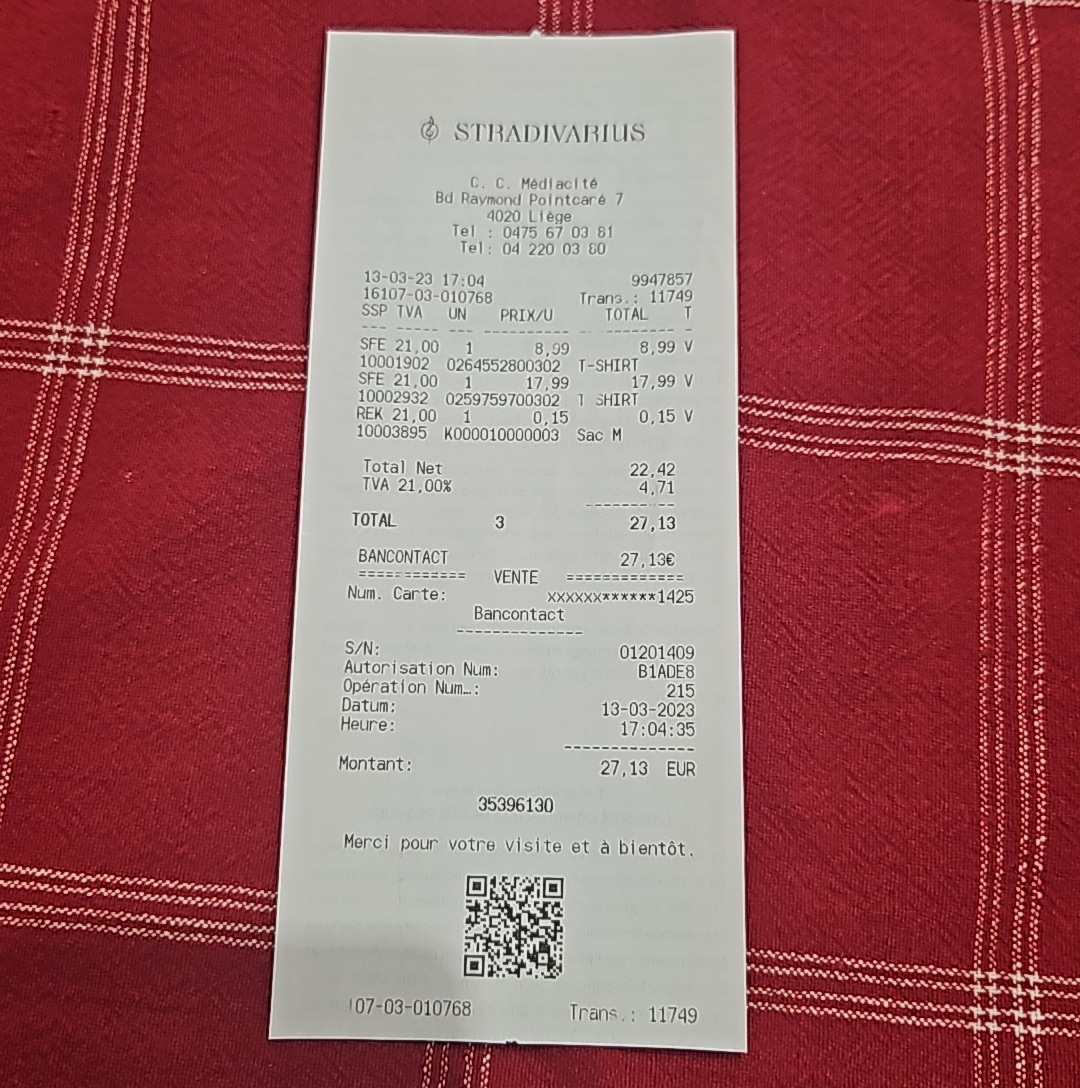 STRADIVARIUS
C. C. Médiacité
Bd Raymond Pointcaré 7
4020 Liège
Tel : 0475 67 03 81
Tel: 04 220 03 80
13-03-23 17:04 9947857
16107-03-010768 Trans.: 11749
SSP TVA UN PRIX/U TOTAL T
--- ----- --- --------- -- -------- -
SFE 21,00 1 8,99 8,99 V
10001902 0264552800302 T-SHIRT
SFE 21,00 1 17,99 17,99 V
10002932 0259759700302 T SHIRT
REK 21,00 1 0,15 0,15 V
10003895 K000010000003 Sac M
Total Net 22,42
TVA 21,00% 4,71
----------
TOTAL 3 27,13
BANCONTACT 27,13€
============ VENTE =============
Num. Carte: XXXXXX******1425
Bancontact
--------------
S/N: 01201409
Autorisation Num: B1ADE8
Opération Num…: 215
Datum: 13-03-2023
Heure: 17:04:35
--------------
Montant: 27,13 EUR
35396130
Merci pour votre visite et à bientôt.
107-03-010768 Trans.: 11749